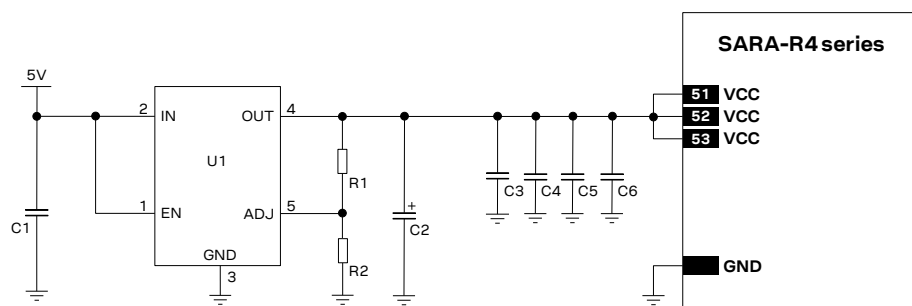 SARA-R4 series
5V
51 VCC
52 VCC
53 VCC
2 IN OUT 4
U1
R1
C3 C4 C5 C6
1 EN ADJ 5
C1
+
C2
GND
3
R2
GND